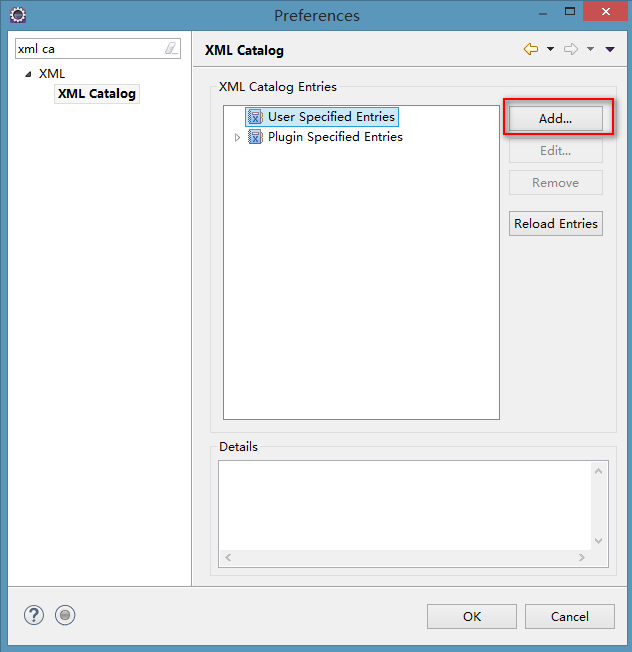 Preferences
xml ca
XML
XML Catalog
XML Catalog
XML Catalog Entries
User Specified Entries
Plugin Specified Entries
Add...
Edit...
Remove
Reload Entries
Details
OK
Cancel